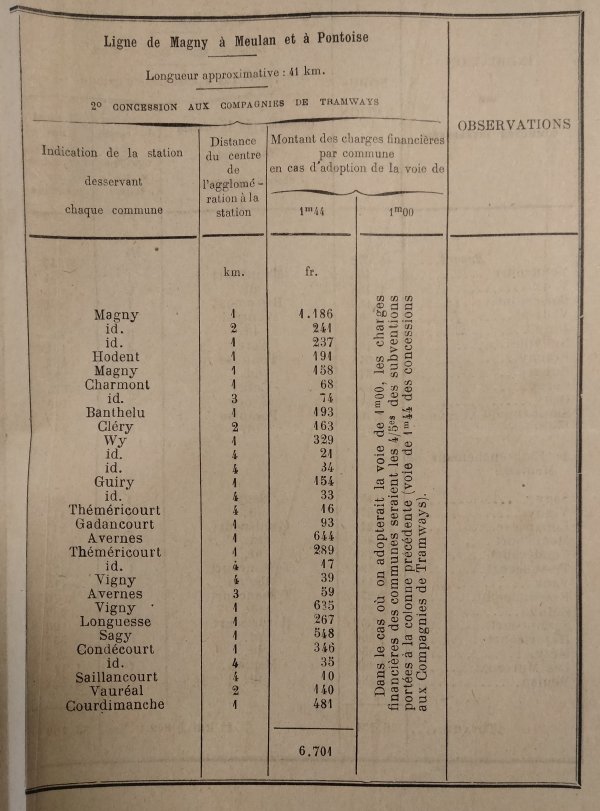 Ligne de Magny à Meulan et à Pontoise
Longueur approximative : 41 km.
2º CONCESSION AUX COMPAGNIES DE TRAMWAYS
OBSERVATIONS
Indication de la station
desservant
chaque commune
Distance
du centre
de
l'agglomé-
ration à la
station
Montant des charges financières
par commune
en cas d'adoption de la voie de
1m44 1m00
km. fr.
Magny 1 1.186
id. 2 241
id. 1 237
Hodent 1 191
Magny 1 158
Charmont 1 68
id. 3 74
Banthelu 1 193
Cléry 2 163
Wy 1 329
id. 4 21
id. 4 34
Guiry 1 154
id. 4 33
Théméricourt 4 16
Gadancourt 1 93
Avernes 1 644
Théméricourt 1 289
id. 4 17
Vigny 4 39
Avernes 3 59
Vigny 1 635
Longuesse 1 267
Sagy 1 548
Condécourt 1 346
id. 4 35
Saillancourt 4 10
Vauréal 2 140
Courdimanche 1 481
6.701
Dans le cas où on adopterait la voie de 1m00, les charges
financières des communes seraient les 4/5es des subventions
portées à la colonne précédente (voie de 1m44 des concessions
aux Compagnies de Tramways).